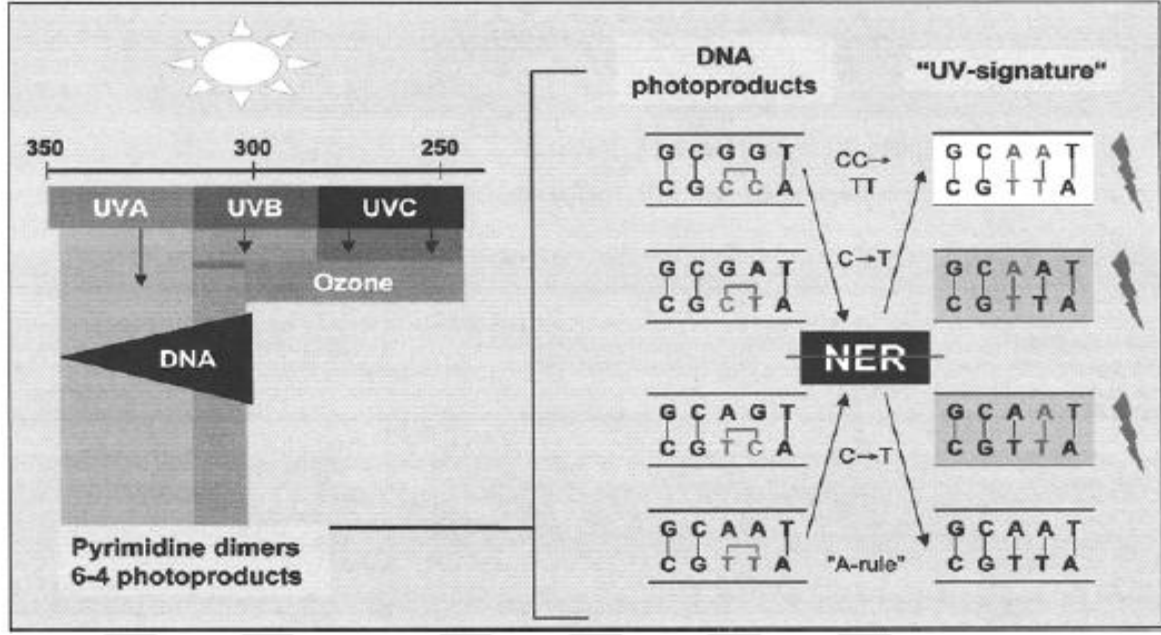 350 300 250
UVA UVB UVC
Ozone
DNA
Pyrimidine dimers
6-4 photoproducts
DNA
photoproducts
"UV-signature"
G C G G T
C G C C A
CC→
TT
G C A A T
C G T T A
G C G A T
C G C T A
C→T
G C A A T
C G T T A
NER
G C A G T
C G T C A
C→T
G C A A T
C G T T A
G C A A T
C G T T A
"A-rule"
G C A A T
C G T T A